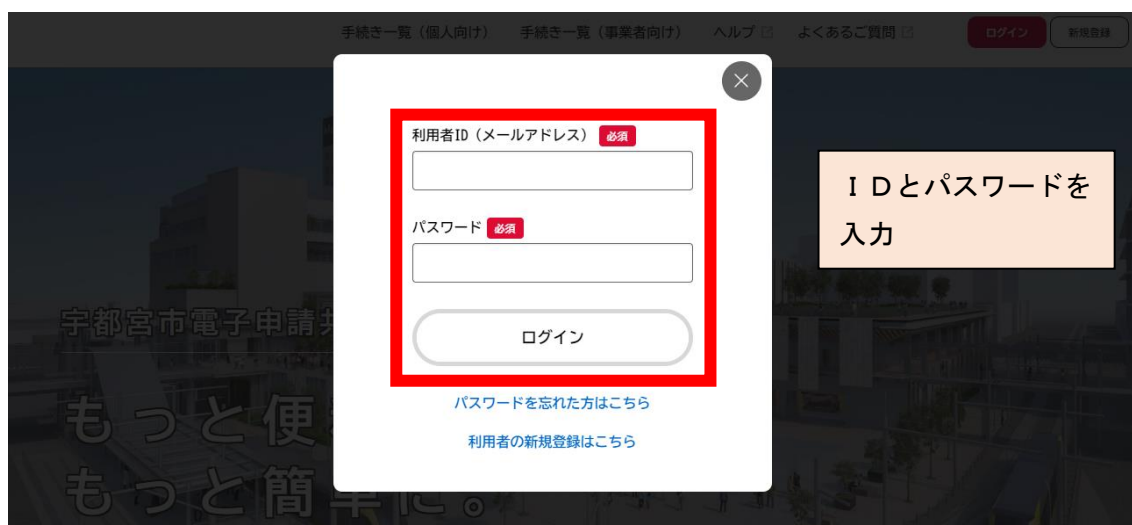 手続き一覧（個人向け） 手続き一覧（事業者向け） ヘルプ よくあるご質問 ログイン 新規登録
利用者ID（メールアドレス） 必須
パスワード 必須
ログイン
パスワードを忘れた方はこちら
利用者の新規登録はこちら
ＩＤとパスワードを
入力
宇都宮市電子申請共
もっと便
もっと簡単に。